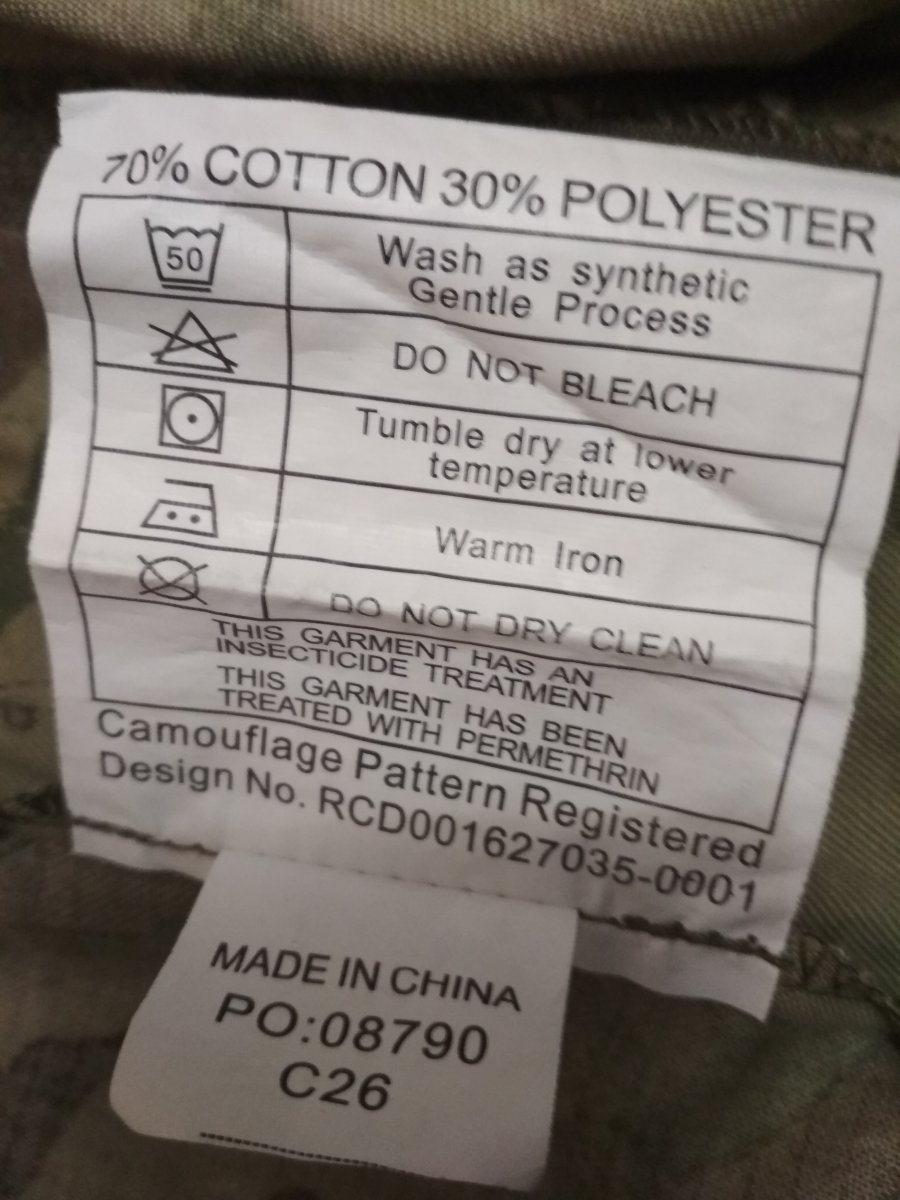 70% COTTON 30% POLYESTER
50
Wash as synthetic
Gentle Process
DO NOT BLEACH
Tumble dry at lower
temperature
Warm Iron
DO NOT DRY CLEAN
THIS GARMENT HAS AN
INSECTICIDE TREATMENT
THIS GARMENT HAS BEEN
TREATED WITH PERMETHRIN
Camouflage Pattern Registered
Design No. RCD001627035-0001
MADE IN CHINA
PO:08790
C26